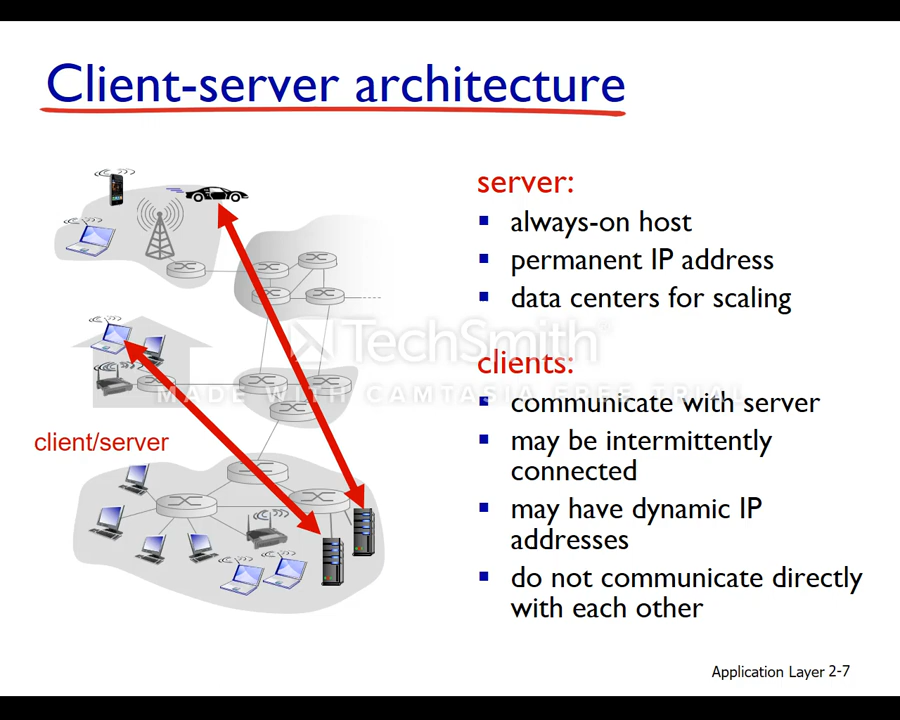 Client-server architecture
server:
▪ always-on host
▪ permanent IP address
▪ data centers for scaling
TechSmith®
clients:
MADE WITH CAMTASIA FREE TRIAL
▪ communicate with server
▪ may be intermittently
connected
▪ may have dynamic IP
addresses
▪ do not communicate directly
with each other
client/server
Application Layer 2-7